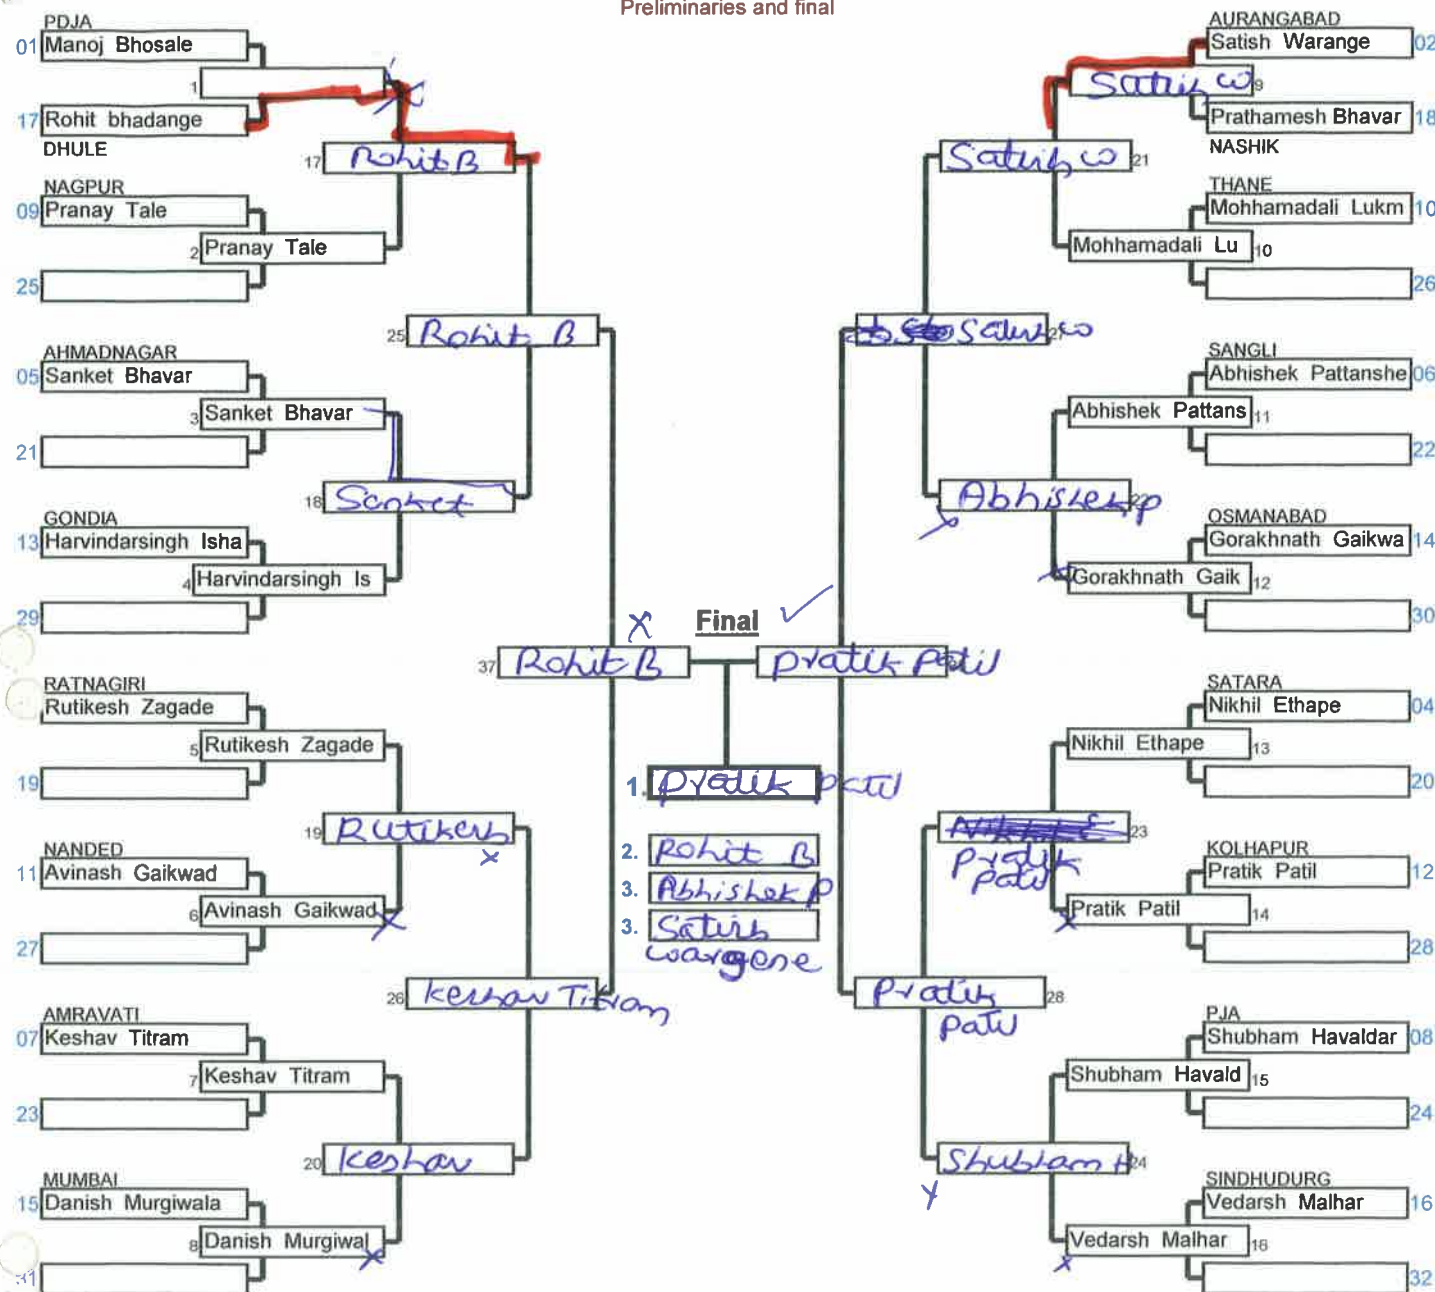 Preliminaries and final
PDJA
01 Manoj Bhosale
1
17 Rohit bhadange
DHULE
17 Rohit B
NAGPUR
09 Pranay Tale
2 Pranay Tale
25
25 Rohit B
AHMADNAGAR
05 Sanket Bhavar
3 Sanket Bhavar
21
18 Sanket
GONDIA
13 Harvindarsingh Isha
4 Harvindarsingh Is
29
37 Rohit B
RATNAGIRI
Rutikesh Zagade
5 Rutikesh Zagade
19
19 Rutikesh
NANDED
11 Avinash Gaikwad
6 Avinash Gaikwad
27
26 Keshav Titram
AMRAVATI
07 Keshav Titram
7 Keshav Titram
23
20 Keshav
MUMBAI
15 Danish Murgiwala
8 Danish Murgiwal
31
Final
1. Pratik Patil
2. Rohit B
3. Abhishek P
3. Satish
wargese
AURANGABAD
Satish Warange 02
Satish W 9
Prathamesh Bhavar 18
NASHIK
Satish W 21
THANE
Mohhamadali Lukm 10
Mohhamadali Lu 10
26
Satish W 27
SANGLI
Abhishek Pattanshe 06
Abhishek Pattans 11
22
Abhishek P 22
OSMANABAD
Gorakhnath Gaikwa 14
Gorakhnath Gaik 12
30
Pratik Patil
SATARA
Nikhil Ethape 04
Nikhil Ethape 13
20
23
Pratik
Patil
KOLHAPUR
Pratik Patil 12
Pratik Patil 14
28
Pratik 28
Patil
PJA
Shubham Havaldar 08
Shubham Havald 15
24
Shubham H 24
SINDHUDURG
Vedarsh Malhar 16
Vedarsh Malhar 16
32